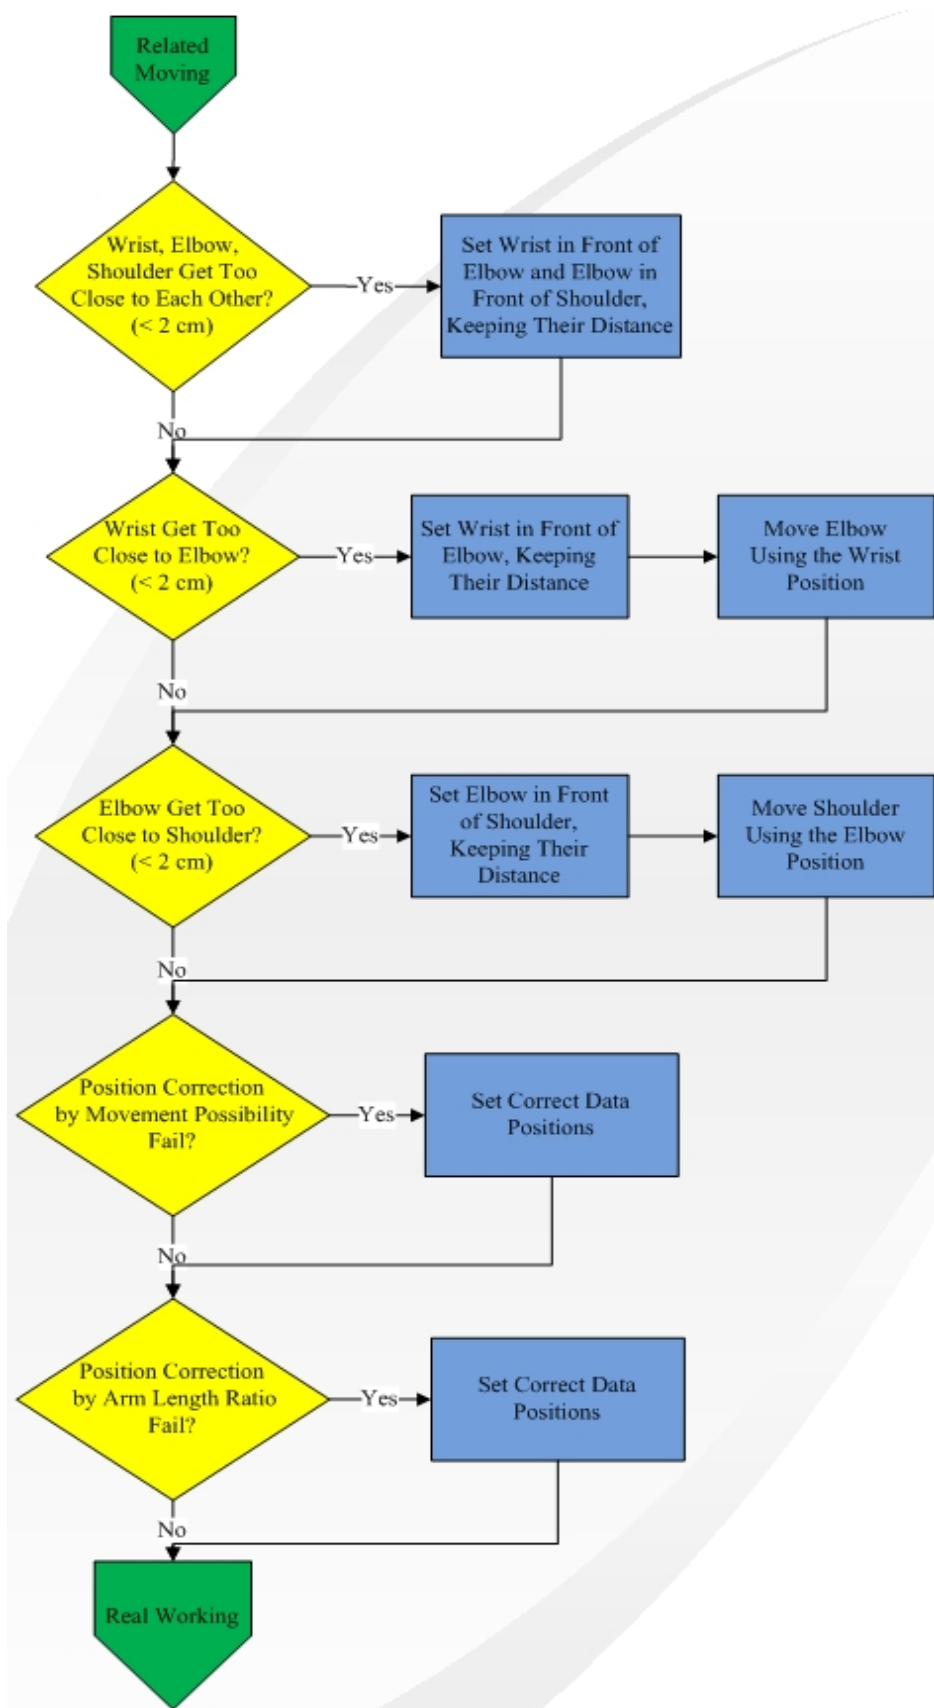 Related
Moving
Wrist, Elbow,
Shoulder Get Too
Close to Each Other?
(< 2 cm)
Yes
Set Wrist in Front of
Elbow and Elbow in
Front of Shoulder,
Keeping Their Distance
No
Wrist Get Too
Close to Elbow?
(< 2 cm)
Yes
Set Wrist in Front of
Elbow, Keeping
Their Distance
Move Elbow
Using the Wrist
Position
No
Elbow Get Too
Close to Shoulder?
(< 2 cm)
Yes
Set Elbow in Front
of Shoulder,
Keeping Their
Distance
Move Shoulder
Using the Elbow
Position
No
Position Correction
by Movement Possibility
Fail?
Yes
Set Correct Data
Positions
No
Position Correction
by Arm Length Ratio
Fail?
Yes
Set Correct Data
Positions
No
Real Working